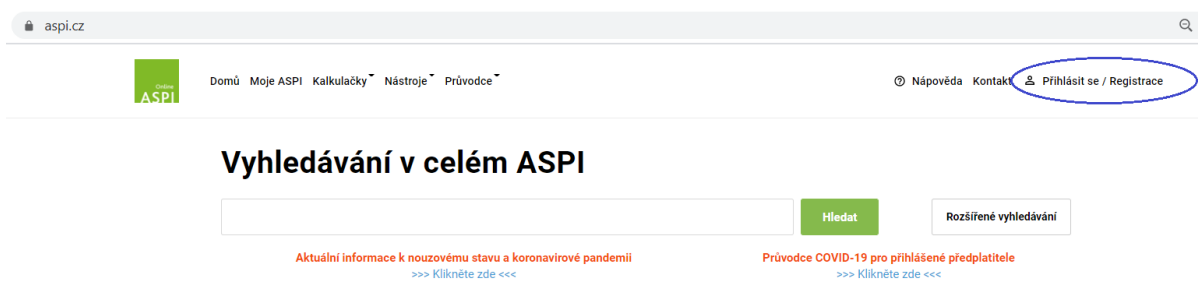 aspi.cz
Online
ASPI
Domů Moje ASPI Kalkulačky Nástroje Průvodce
Nápověda Kontakt Přihlásit se / Registrace
Vyhledávání v celém ASPI
Hledat
Rozšířené vyhledávání
Aktuální informace k nouzovému stavu a koronavirové pandemii
>>> Klikněte zde <<<
Průvodce COVID-19 pro přihlášené předplatitele
>>> Klikněte zde <<<